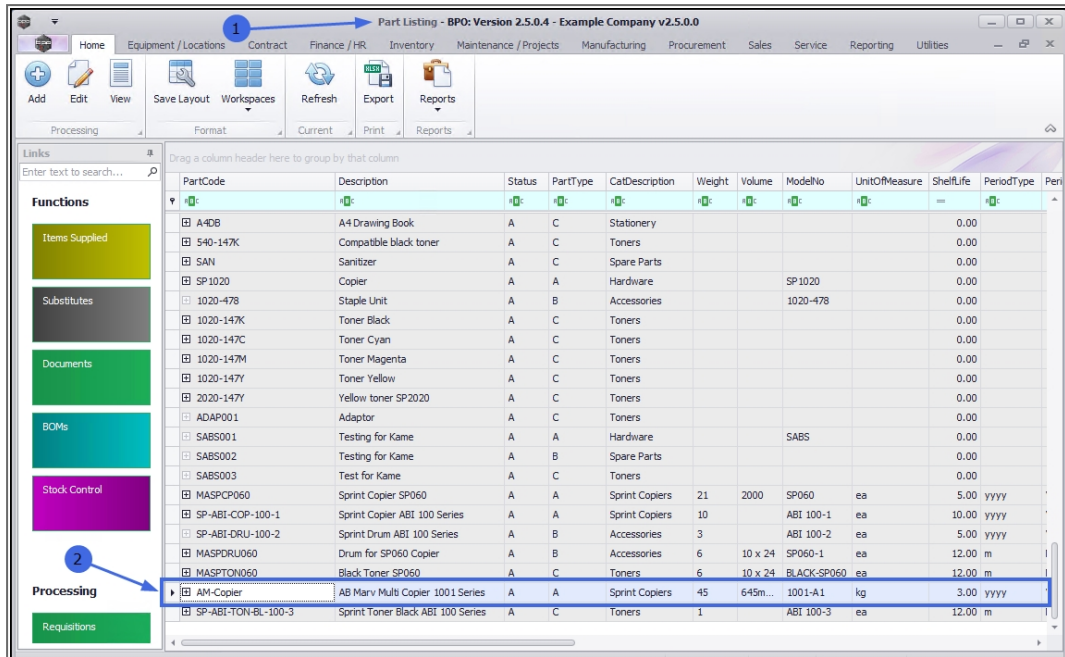 Part Listing - BPO: Version 2.5.0.4 - Example Company v2.5.0.0
1
Home Equipment / Locations Contract Finance / HR Inventory Maintenance / Projects Manufacturing Procurement Sales Service Reporting Utilities
Add Edit View Save Layout Workspaces Refresh Export Reports
Processing Format Current Print Reports
Links
Drag a column header here to group by that column
Enter text to search...
PartCode Description Status PartType CatDescription Weight Volume ModelNo UnitOfMeasure ShelfLife PeriodType Peri
Functions
A4DB A4 Drawing Book A C Stationery 0.00
Items Supplied
540-147K Compatible black toner A C Toners 0.00
SAN Sanitizer A C Spare Parts 0.00
SP1020 Copier A A Hardware SP1020 0.00
Substitutes
1020-478 Staple Unit A B Accessories 1020-478 0.00
1020-147K Toner Black A C Toners 0.00
1020-147C Toner Cyan A C Toners 0.00
1020-147M Toner Magenta A C Toners 0.00
Documents
1020-147Y Toner Yellow A C Toners 0.00
2020-147Y Yellow toner SP2020 A C Toners 0.00
ADAP001 Adaptor A C Toners 0.00
BOMs
SABS001 Testing for Kame A A Hardware SABS 0.00
SABS002 Testing for Kame A B Spare Parts 0.00
SABS003 Test for Kame A C Toners 0.00
Stock Control
MASPCP060 Sprint Copier SP060 A A Sprint Copiers 21 2000 SP060 ea 5.00 yyyy
SP-ABI-COP-100-1 Sprint Copier ABI 100 Series A A Sprint Copiers 10 ABI 100-1 ea 10.00 yyyy
SP-ABI-DRU-100-2 Sprint Drum ABI 100 Series A B Accessories 3 ABI 100-2 ea 5.00 yyyy
2
MASPDRU060 Drum for SP060 Copier A B Accessories 6 10 x 24 SP060-1 ea 12.00 m
MASPTON060 Black Toner SP060 A C Toners 6 10 x 24 BLACK-SP060 ea 12.00 m
Processing
AM-Copier AB Marv Multi Copier 1001 Series A A Sprint Copiers 45 645m... 1001-A1 kg 3.00 yyyy
SP-ABI-TON-BL-100-3 Sprint Toner Black ABI 100 Series A C Toners 1 ABI 100-3 ea 12.00 m
Requisitions